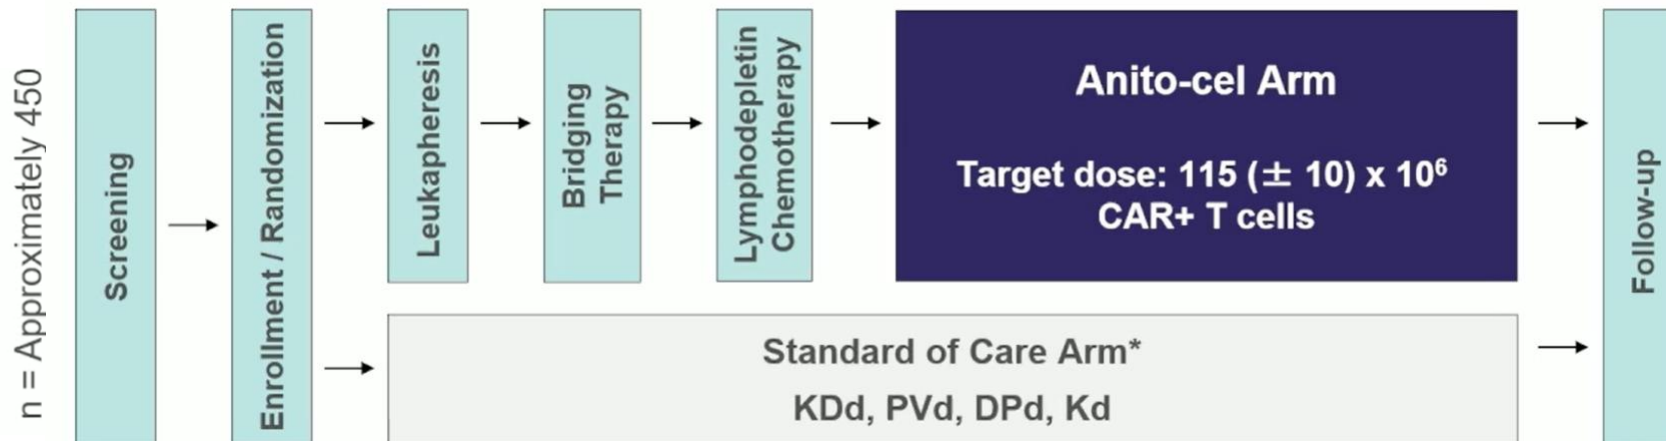 n = Approximately 450
Screening
Enrollment / Randomization
Leukapheresis
Bridging
Therapy
Lymphodepletin
Chemotherapy
Anito-cel Arm
Target dose: 115 (± 10) x 10⁶
CAR+ T cells
Standard of Care Arm*
KDd, PVd, DPd, Kd
Follow-up